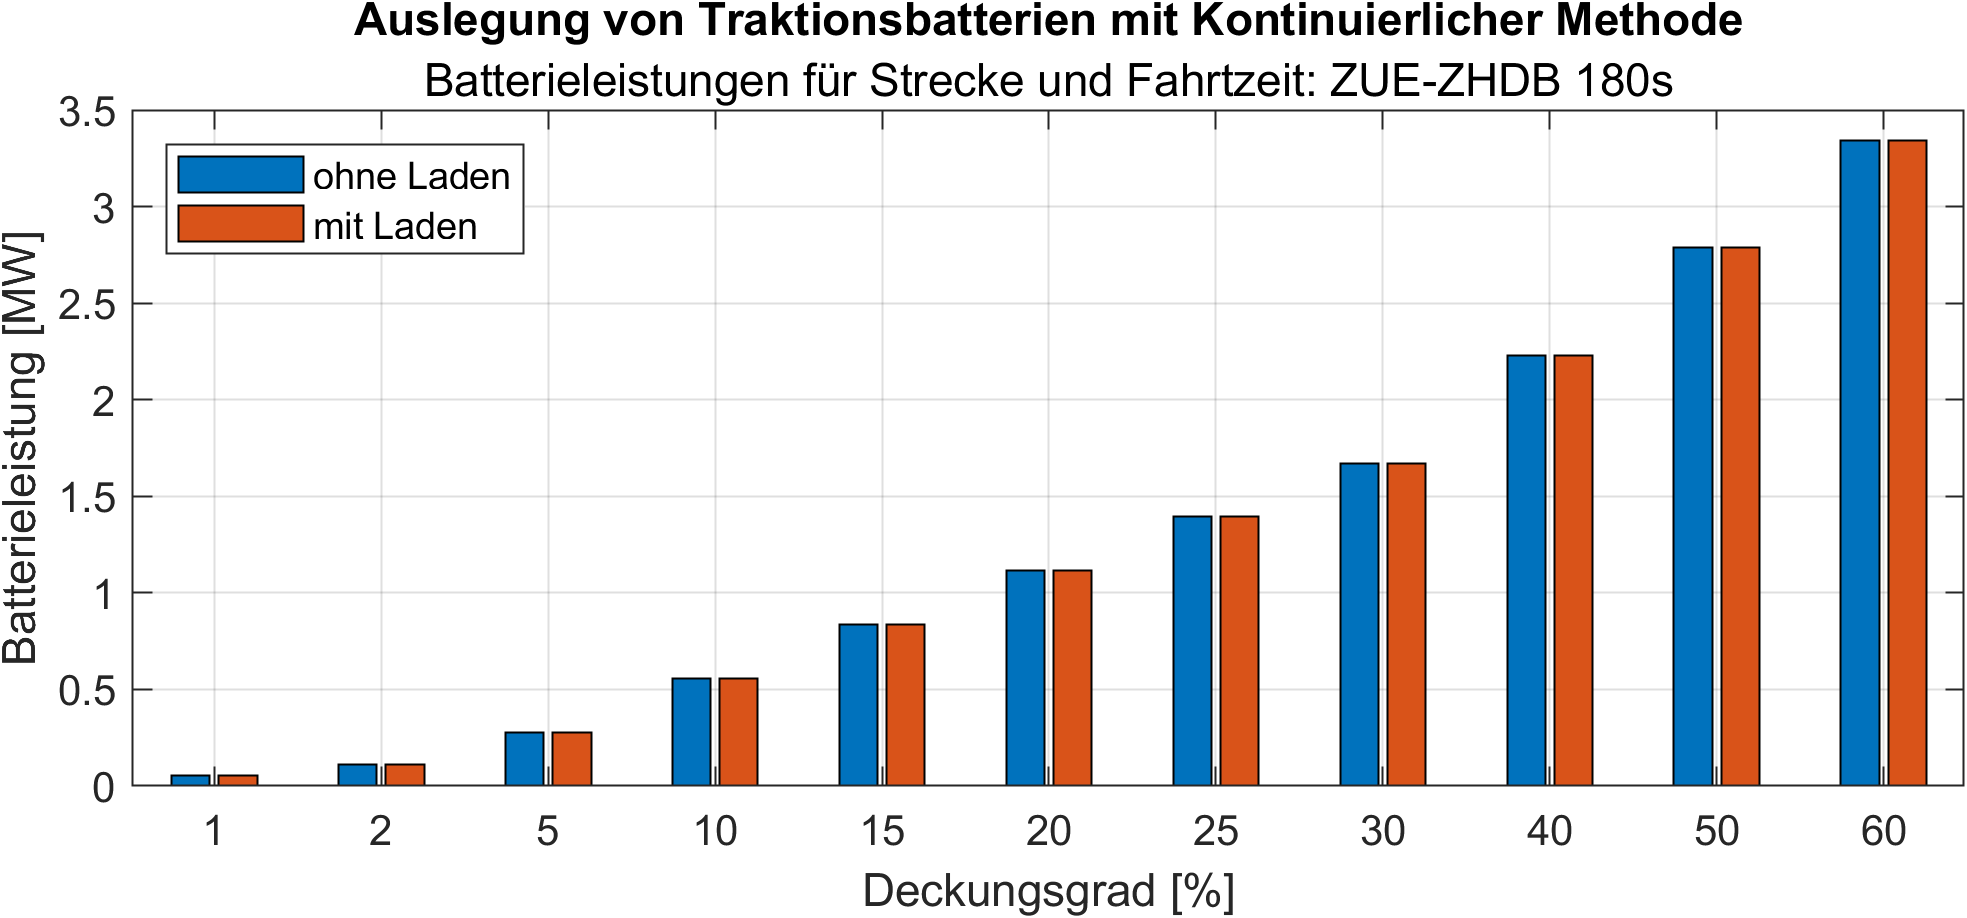 Auslegung von Traktionsbatterien mit Kontinuierlicher Methode
Batterieleistungen für Strecke und Fahrtzeit: ZUE-ZHDB 180s
Batterieleistung [MW]
3.5
3
2.5
2
1.5
1
0.5
0
ohne Laden
mit Laden
1 2 5 10 15 20 25 30 40 50 60
Deckungsgrad [%]